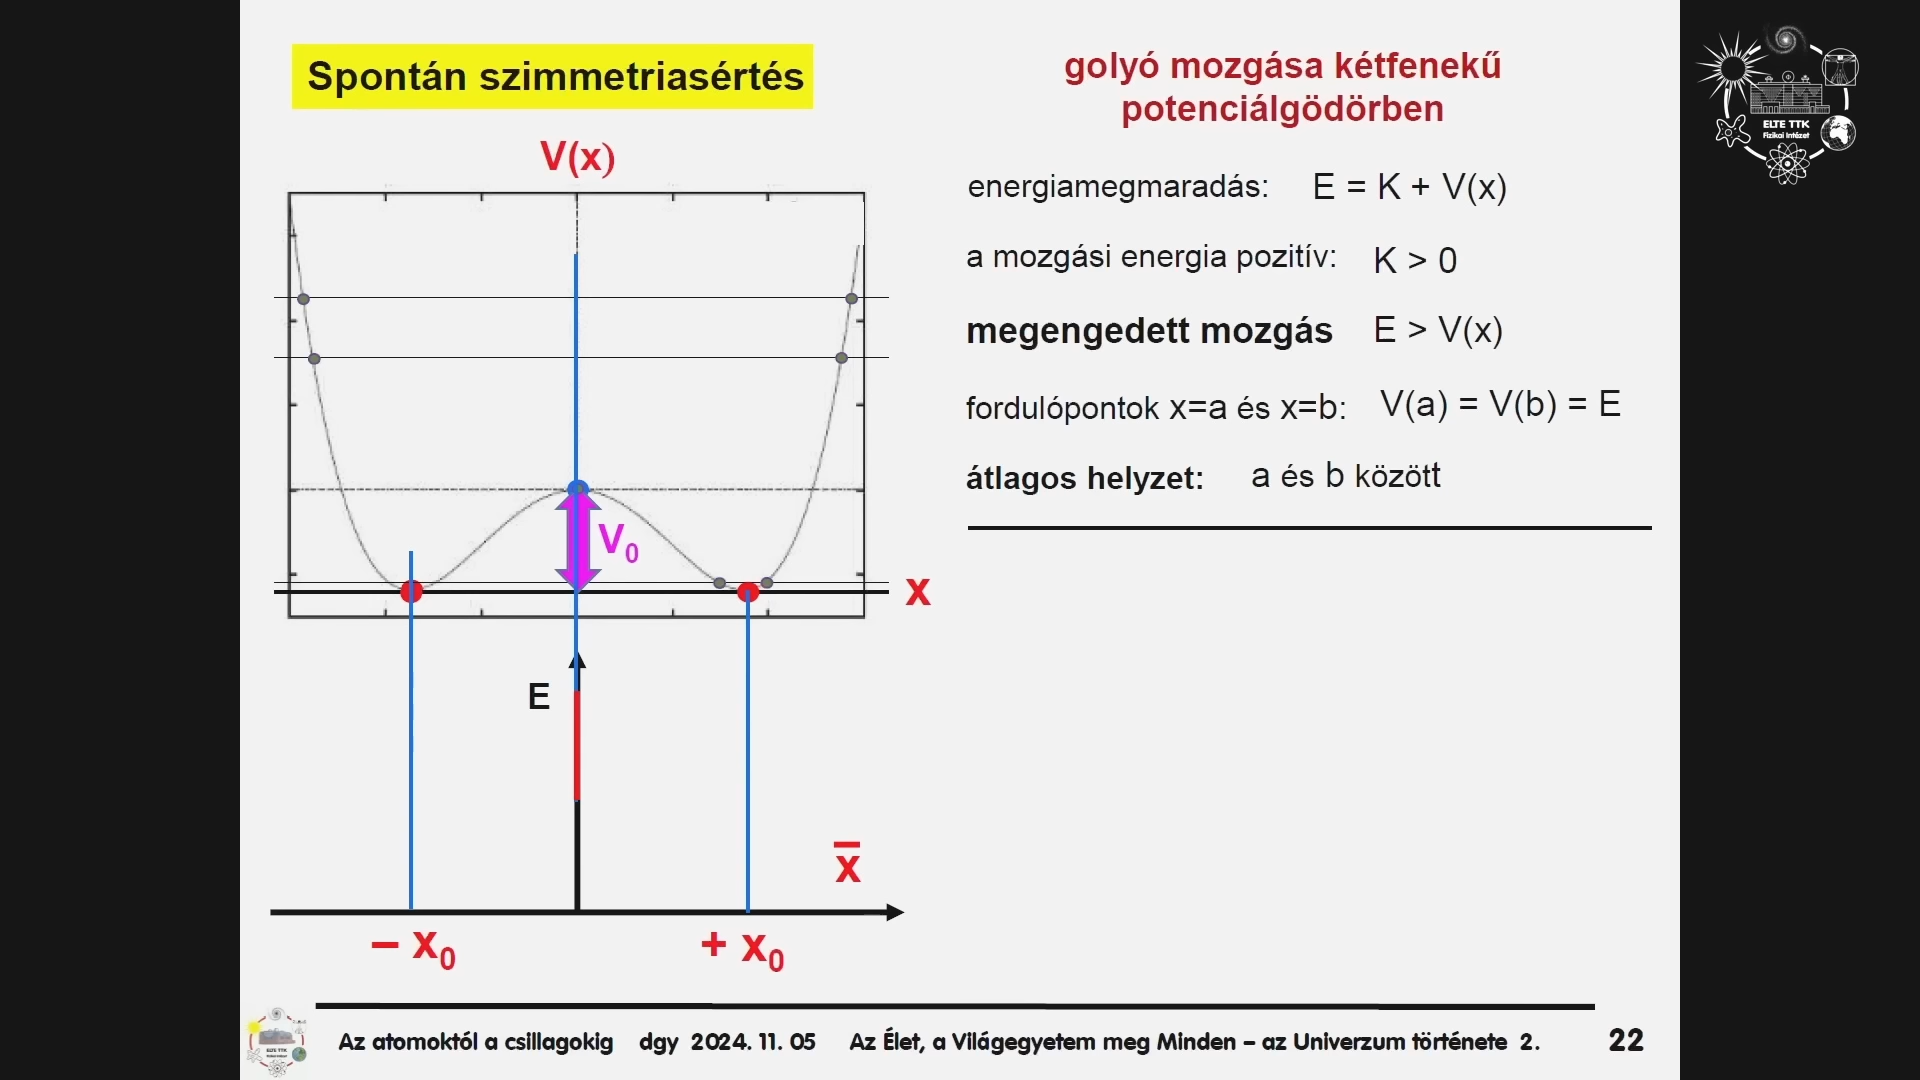 Spontán szimmetriasértés
golyó mozgása kétfenekű
potenciálgödörben
V(x)
energiamegmaradás: E = K + V(x)
a mozgási energia pozitív: K > 0
megengedett mozgás E > V(x)
fordulópontok x=a és x=b: V(a) = V(b) = E
átlagos helyzet: a és b között
V₀
x
E
x̅
– x₀
+ x₀
Az atomoktól a csillagokig dgy 2024. 11. 05 Az Élet, a Világegyetem meg Minden – az Univerzum története 2. 22
ELTE TTK
Fizikai Intézet